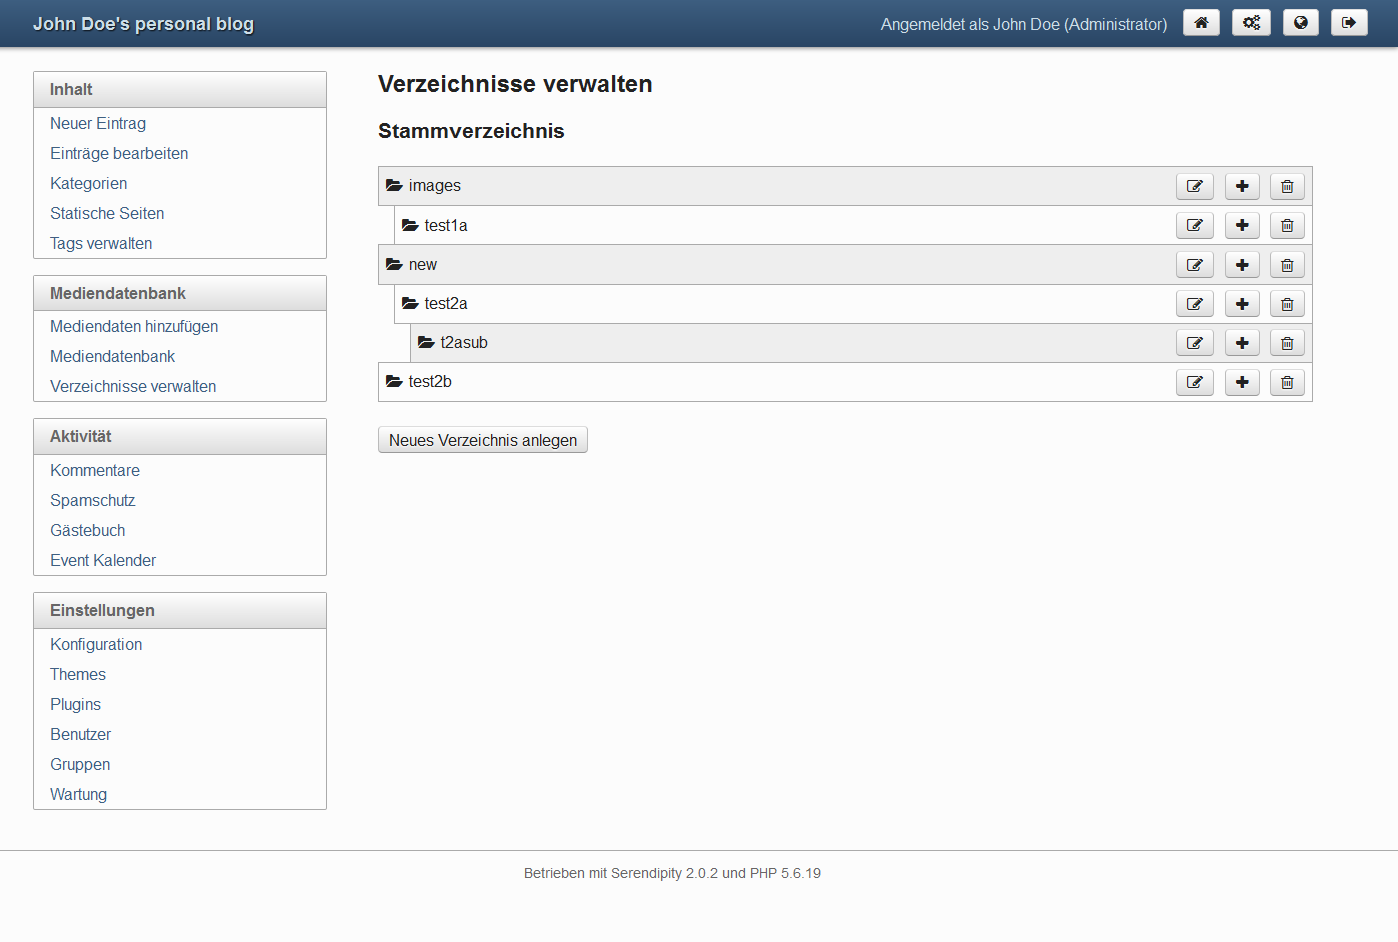 John Doe's personal blog
Angemeldet als John Doe (Administrator)
Inhalt
Neuer Eintrag
Einträge bearbeiten
Kategorien
Statische Seiten
Tags verwalten
Mediendatenbank
Mediendaten hinzufügen
Mediendatenbank
Verzeichnisse verwalten
Aktivität
Kommentare
Spamschutz
Gästebuch
Event Kalender
Einstellungen
Konfiguration
Themes
Plugins
Benutzer
Gruppen
Wartung
Verzeichnisse verwalten
Stammverzeichnis
images
test1a
new
test2a
t2asub
test2b
Neues Verzeichnis anlegen
Betrieben mit Serendipity 2.0.2 und PHP 5.6.19